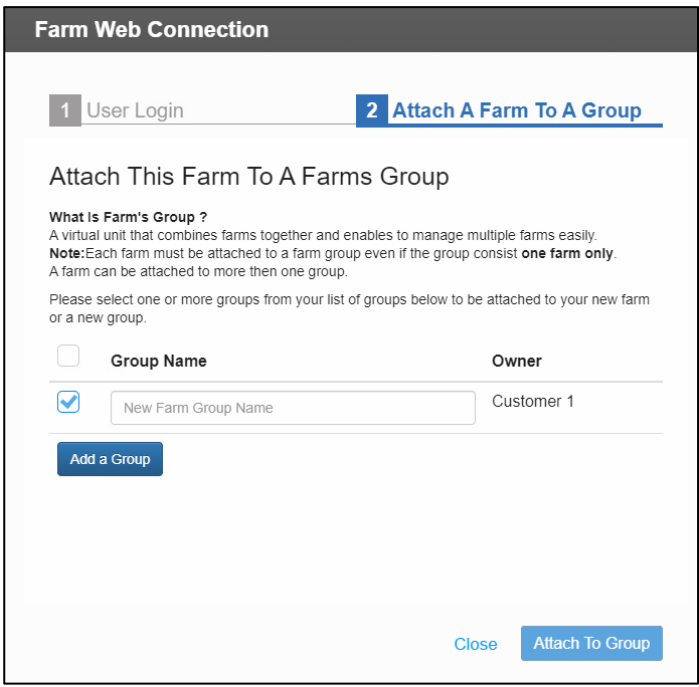 Farm Web Connection
1 User Login
2 Attach A Farm To A Group
Attach This Farm To A Farms Group
What Is Farm's Group ?
A virtual unit that combines farms together and enables to manage multiple farms easily.
Note:Each farm must be attached to a farm group even if the group consist one farm only.
A farm can be attached to more then one group.
Please select one or more groups from your list of groups below to be attached to your new farm
or a new group.
Group Name Owner
New Farm Group Name Customer 1
Add a Group
Close Attach To Group